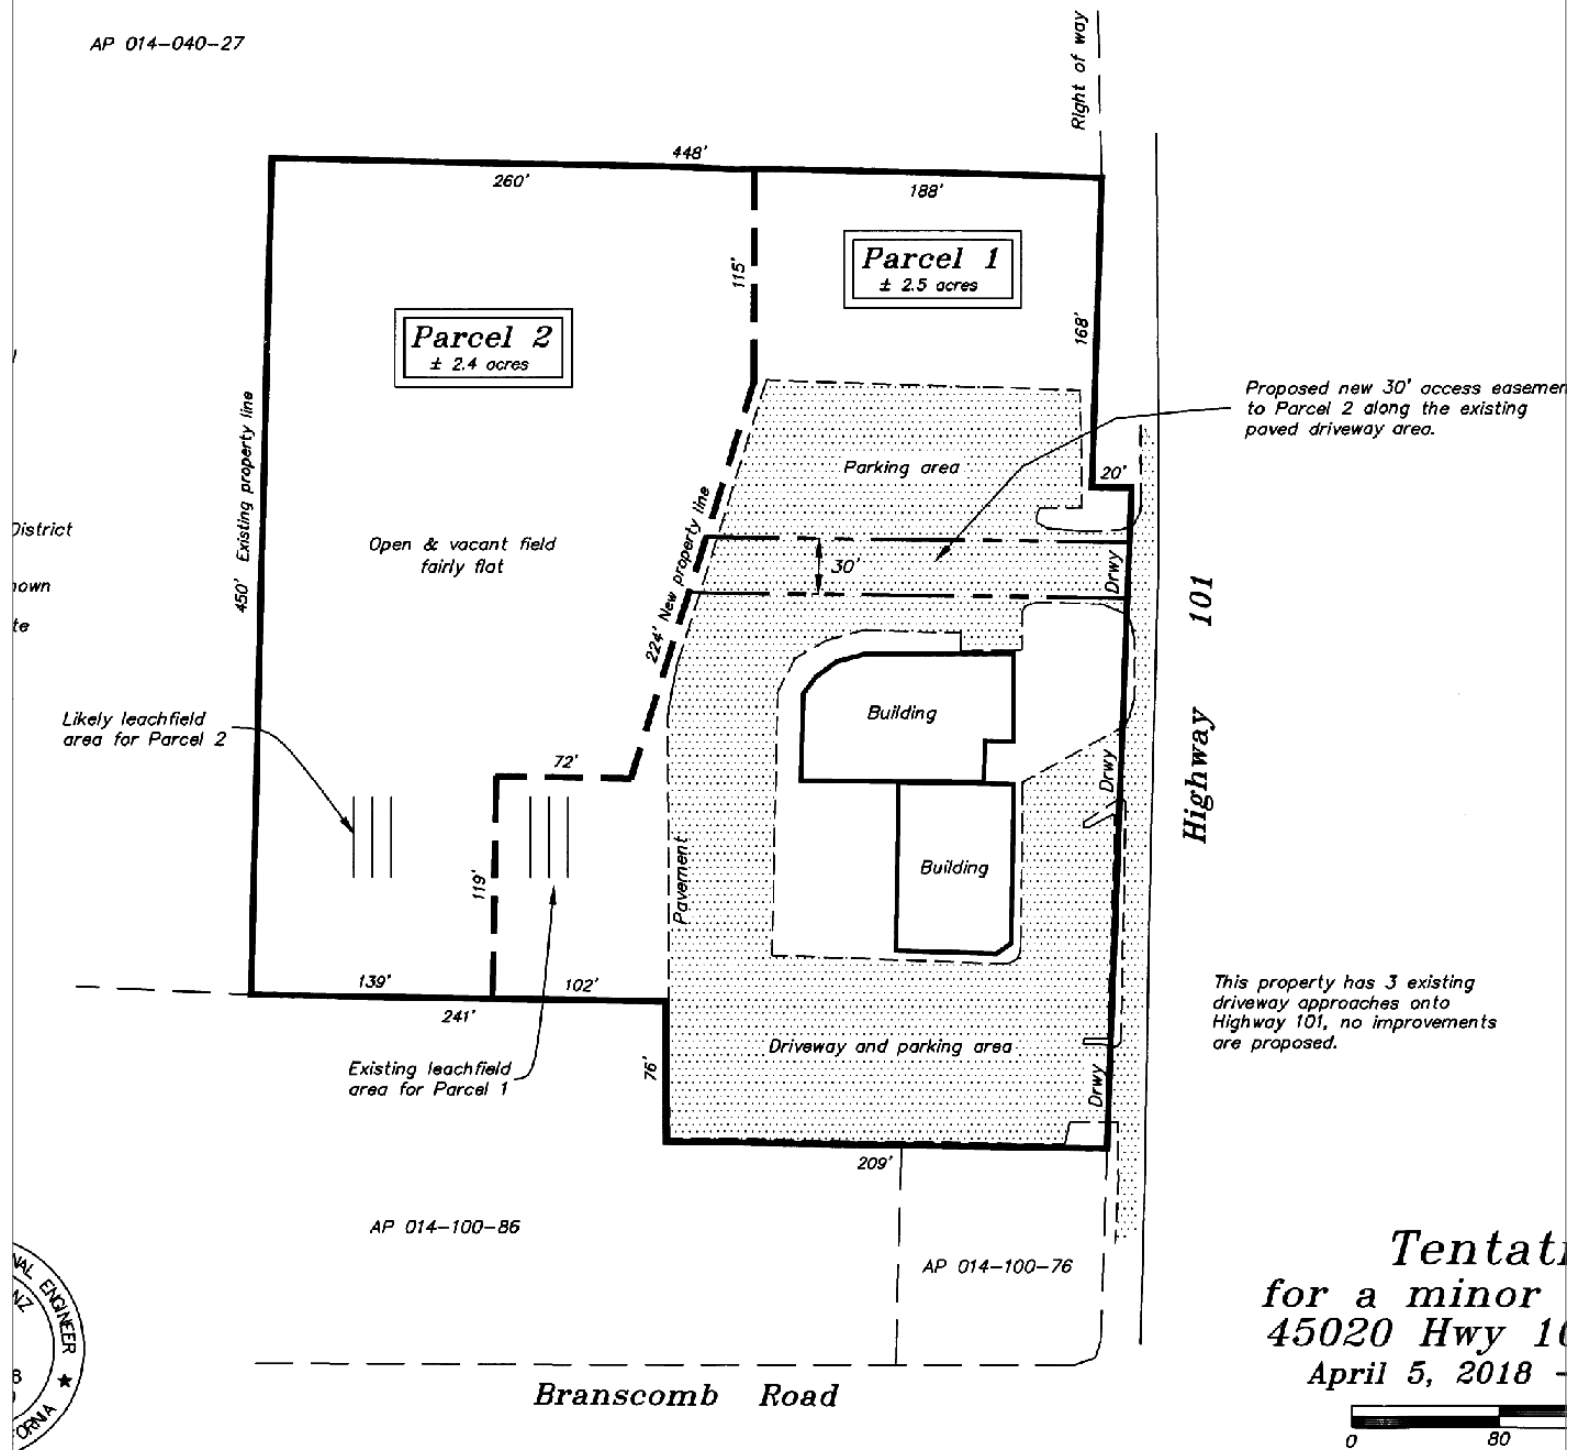 AP 014-040-27
Right of way
448'
260'
188'
Parcel 1
± 2.5 acres
115'
168'
Parcel 2
± 2.4 acres
450' Existing property line
Proposed new 30' access easemen
to Parcel 2 along the existing
paved driveway area.
Parking area
20'
District
Open & vacant field
fairly flat
224' New property line
30'
Drwy
Highway 101
Likely leachfield
area for Parcel 2
Building
72'
Drwy
119'
Pavement
Building
139'
102'
241'
This property has 3 existing
driveway approaches onto
Highway 101, no improvements
are proposed.
Existing leachfield
area for Parcel 1
76'
Driveway and parking area
Drwy
209'
AP 014-100-86
AP 014-100-76
NAL ENGINEER
NZ
ORNIA
Branscomb Road
Tentati
for a minor
45020 Hwy 10
April 5, 2018 -
0 80